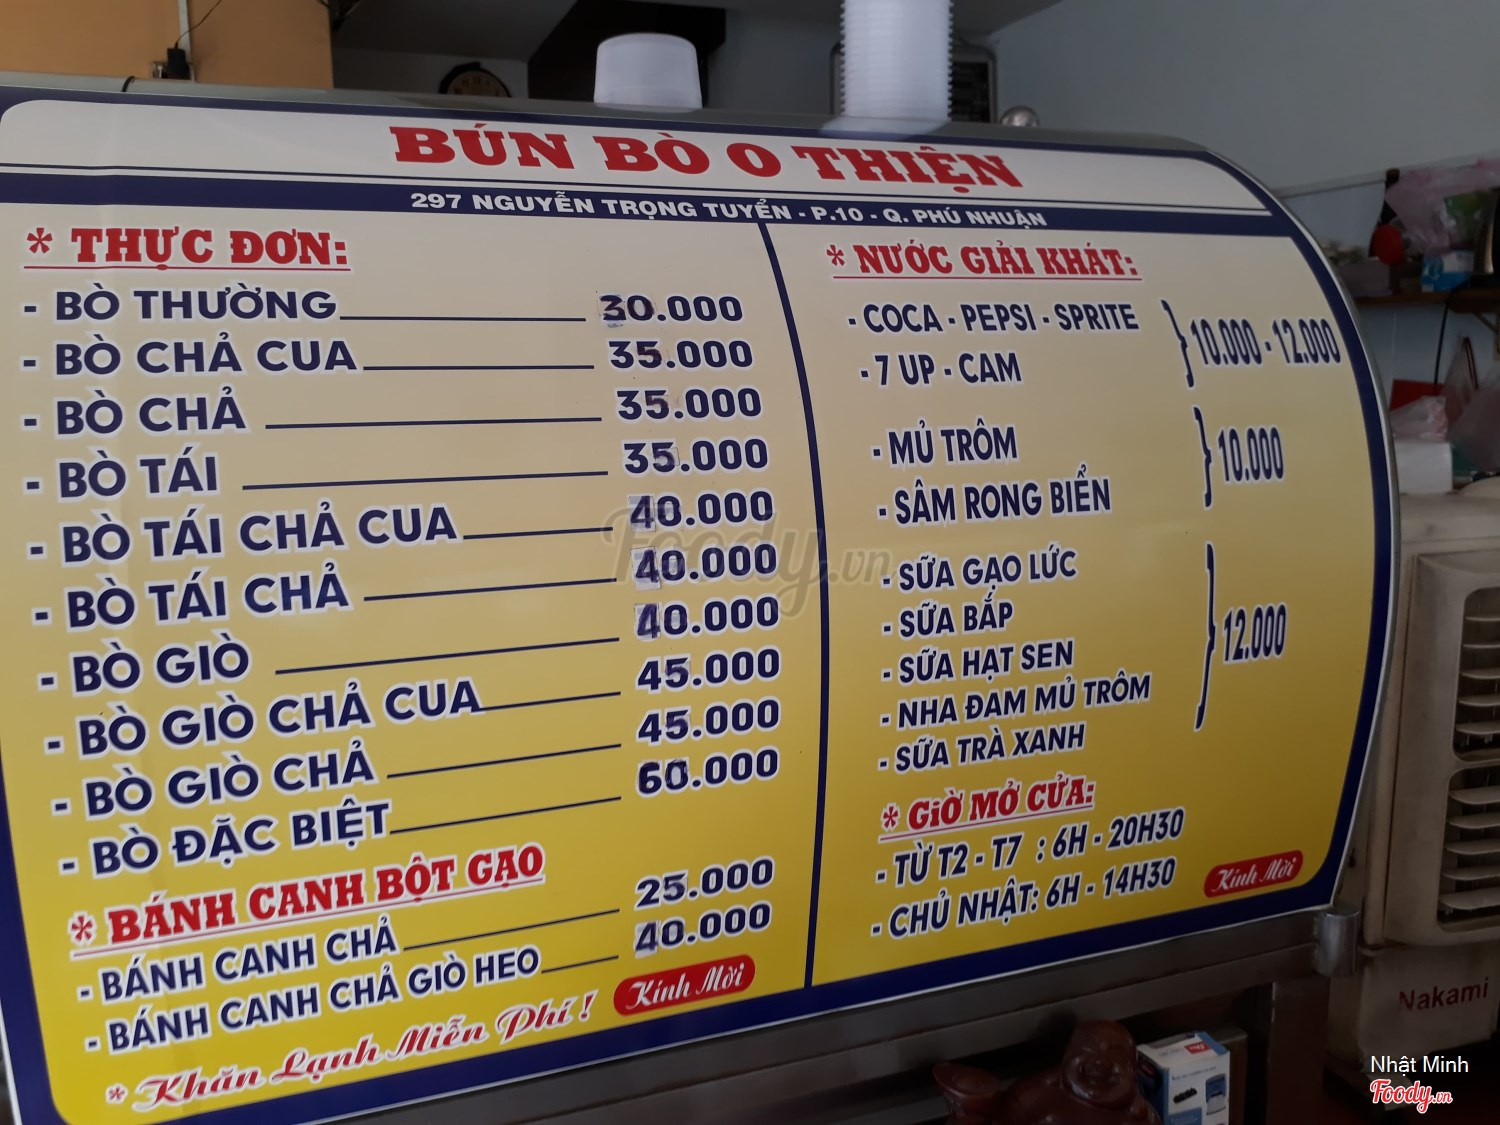 BÚN BÒ O THIỆN
297 NGUYỄN TRỌNG TUYỂN - P.10 - Q. PHÚ NHUẬN
* THỰC ĐƠN:
- BÒ THƯỜNG 30.000
- BÒ CHẢ CUA 35.000
- BÒ CHẢ 35.000
- BÒ TÁI 35.000
- BÒ TÁI CHẢ CUA 40.000
- BÒ TÁI CHẢ 40.000
- BÒ GIÒ 40.000
- BÒ GIÒ CHẢ CUA 45.000
- BÒ GIÒ CHẢ 45.000
- BÒ ĐẶC BIỆT 60.000
* BÁNH CANH BỘT GẠO
- BÁNH CANH CHẢ 25.000
- BÁNH CANH CHẢ GIÒ HEO 40.000
* Khăn Lạnh Miễn Phí !
Kính Mời
* NƯỚC GIẢI KHÁT:
- COCA - PEPSI - SPRITE
- 7 UP - CAM
10.000 - 12.000
- MỦ TRÔM
- SÂM RONG BIỂN
10.000
- SỮA GẠO LỨC
- SỮA BẮP
- SỮA HẠT SEN
- NHA ĐAM MỦ TRÔM
- SỮA TRÀ XANH
12.000
* GIỜ MỞ CỬA:
- TỪ T2 - T7 : 6H - 20H30
- CHỦ NHẬT: 6H - 14H30
Kính Mời
Foody.vn
Nakami
Nhật Minh
Foody.vn